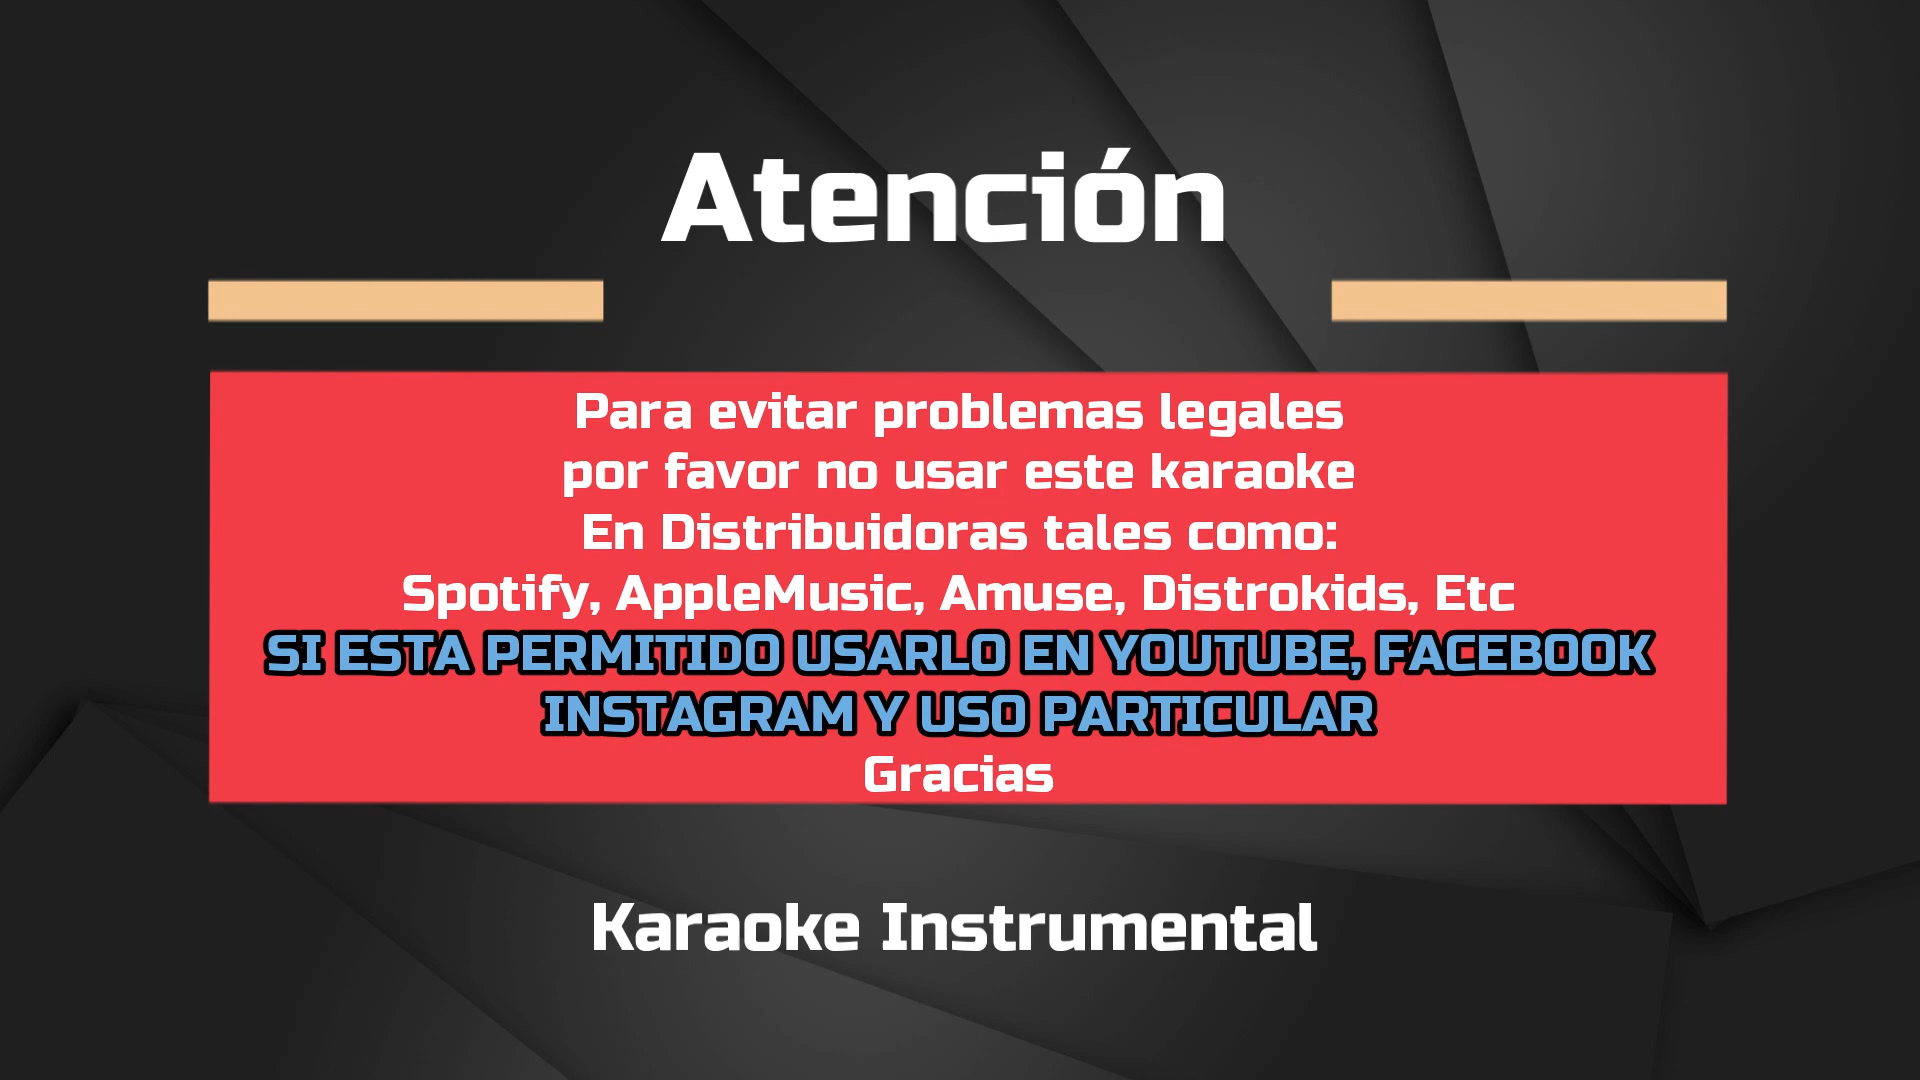 Atención
Para evitar problemas legales
por favor no usar este karaoke
En Distribuidoras tales como:
Spotify, AppleMusic, Amuse, Distrokids, Etc
SI ESTA PERMITIDO USARLO EN YOUTUBE, FACEBOOK
INSTAGRAM Y USO PARTICULAR
Gracias
Karaoke Instrumental